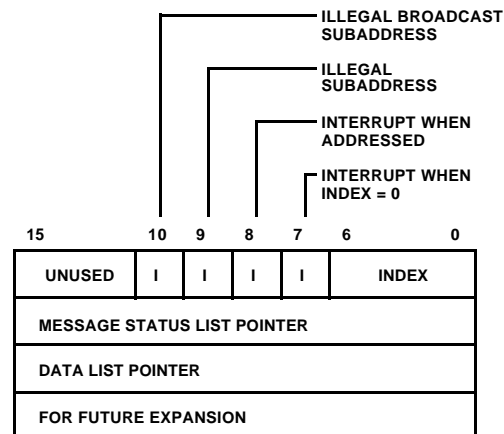 ILLEGAL BROADCAST
SUBADDRESS
ILLEGAL
SUBADDRESS
INTERRUPT WHEN
ADDRESSED
INTERRUPT WHEN
INDEX = 0
15 10 9 8 7 6 0
UNUSED I I I I INDEX
MESSAGE STATUS LIST POINTER
DATA LIST POINTER
FOR FUTURE EXPANSION